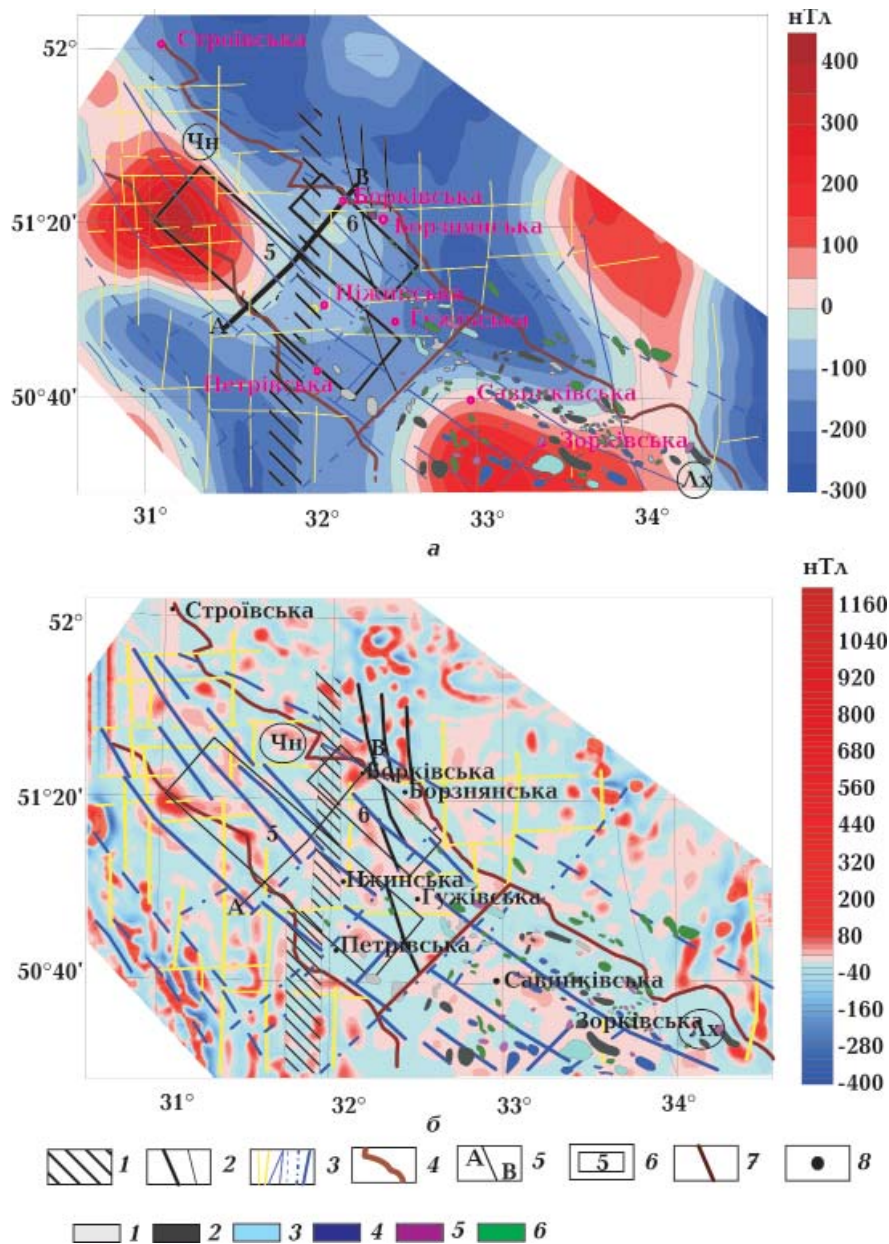 нТл
52°
Строївська
400
300
Чн
В
Борківська
200
51°20'
6
Борзнянська
5
100
Ніжинська
0
А
Гужівська
-100
Петрівська
50°40'
Савинківська
-200
Зорківська
Лх
-300
31° 32° 33° 34°
а
нТл
1160
52°
Строївська
1040
920
800
Чн
В
680
Борківська
51°20'
Борзнянська
560
6
5
440
Ніжинська
320
А
Гужівська
200
Петрівська
80
50°40'
Савинківська
-40
Зорківська
-160
Лх
-280
-400
31° 32° 33° 34°
б
1 2 3 4 А В 5 5 6 7 8
1 2 3 4 5 6